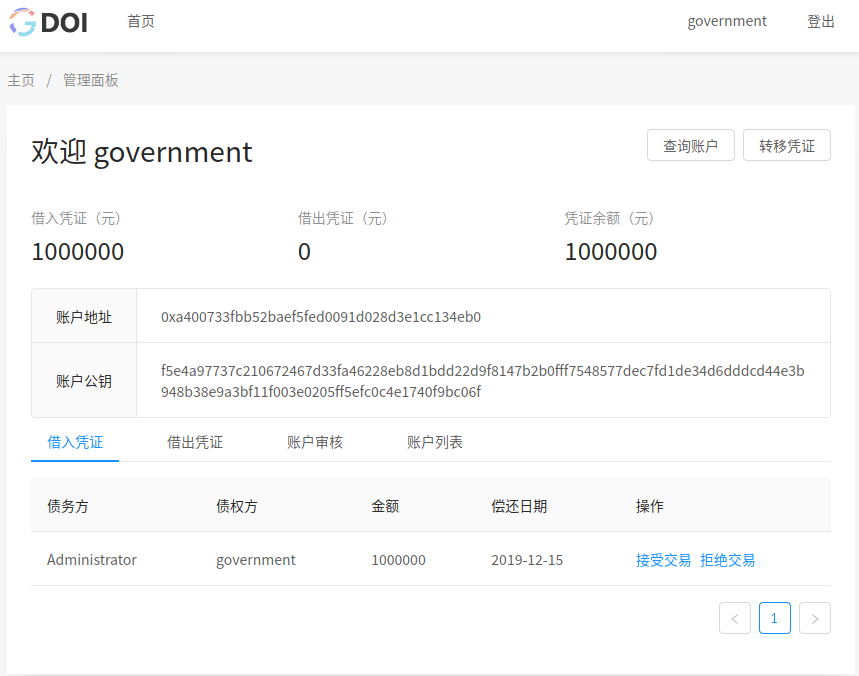 DOI 首页 government 登出
主页 / 管理面板
欢迎 government 查询账户 转移凭证
借入凭证（元） 借出凭证（元） 凭证余额（元）
1000000 0 1000000
账户地址 0xa400733fbb52baef5fed0091d028d3e1cc134eb0
账户公钥 f5e4a97737c210672467d33fa46228eb8d1bdd22d9f8147b2b0fff7548577dec7fd1de34d6dddcd44e3b
948b38e9a3bf11f003e0205ff5efc0c4e1740f9bc06f
借入凭证 借出凭证 账户审核 账户列表
债务方 债权方 金额 偿还日期 操作
Administrator government 1000000 2019-12-15 接受交易 拒绝交易
< 1 >